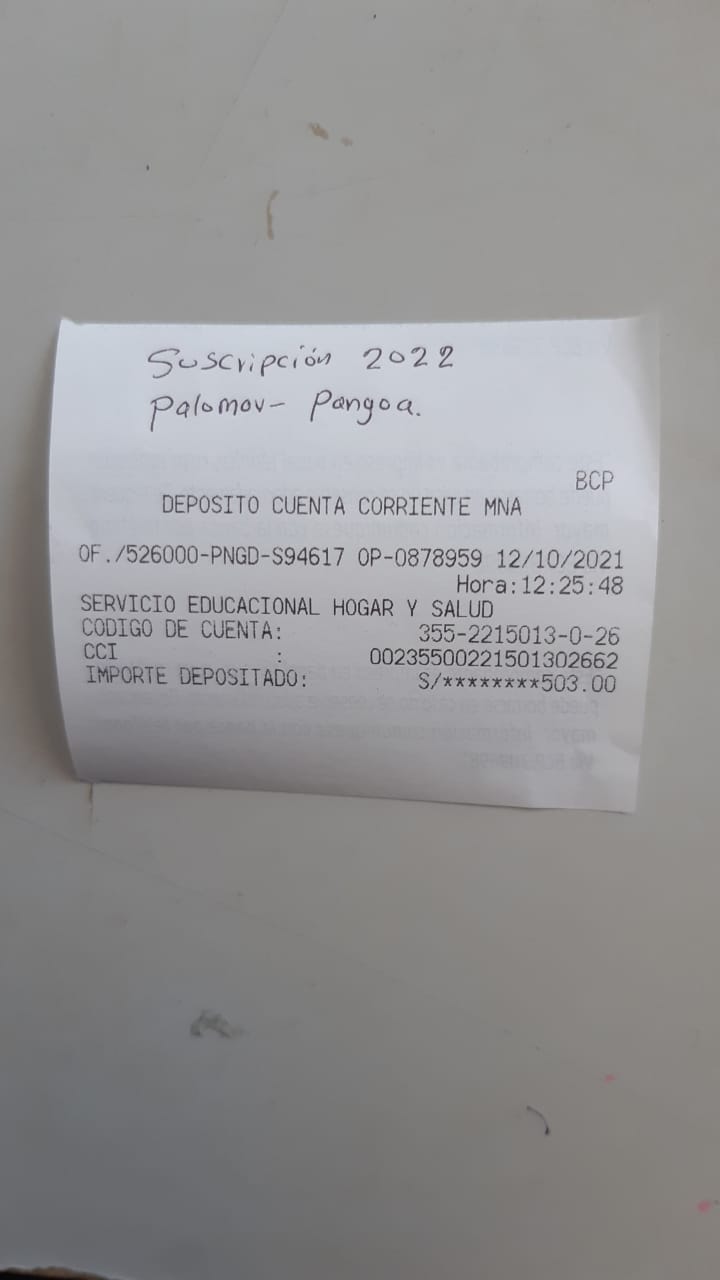 Suscripción 2022
Palomar- Pangoa.
BCP
DEPOSITO CUENTA CORRIENTE MNA
OF./526000-PNGD-S94617 OP-0878959 12/10/2021
Hora:12:25:48
SERVICIO EDUCACIONAL HOGAR Y SALUD
CODIGO DE CUENTA: 355-2215013-0-26
CCI : 00235500221501302662
IMPORTE DEPOSITADO: S/********503.00